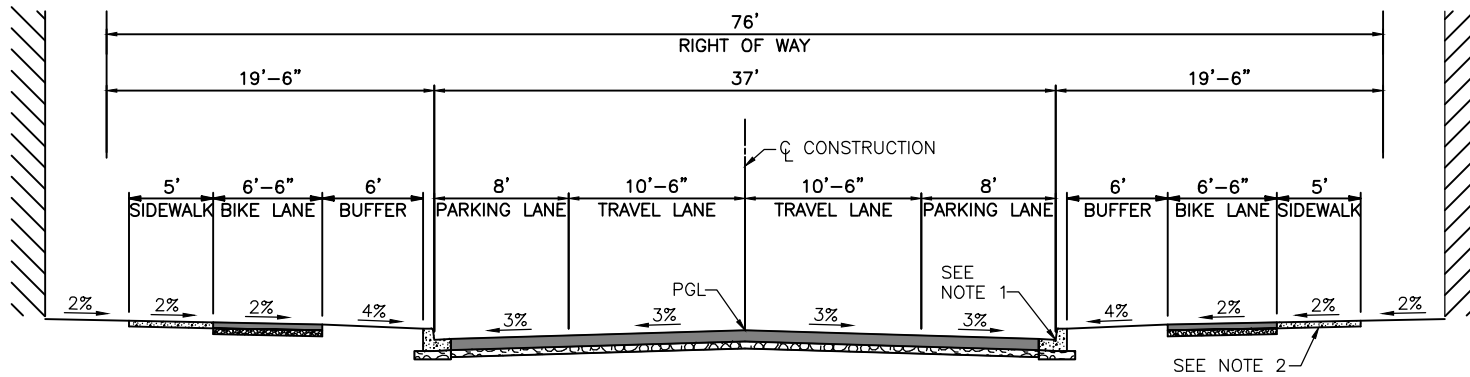 76'
RIGHT OF WAY
19'-6" 37' 19'-6"
℄ CONSTRUCTION
5' 6'-6" 6' 8' 10'-6" 10'-6" 8' 6' 6'-6" 5'
SIDEWALK BIKE LANE BUFFER PARKING LANE TRAVEL LANE TRAVEL LANE PARKING LANE BUFFER BIKE LANE SIDEWALK
SEE
NOTE 1
PGL
2% 2% 2% 4% 3% 3% 3% 3% 4% 2% 2% 2%
SEE NOTE 2